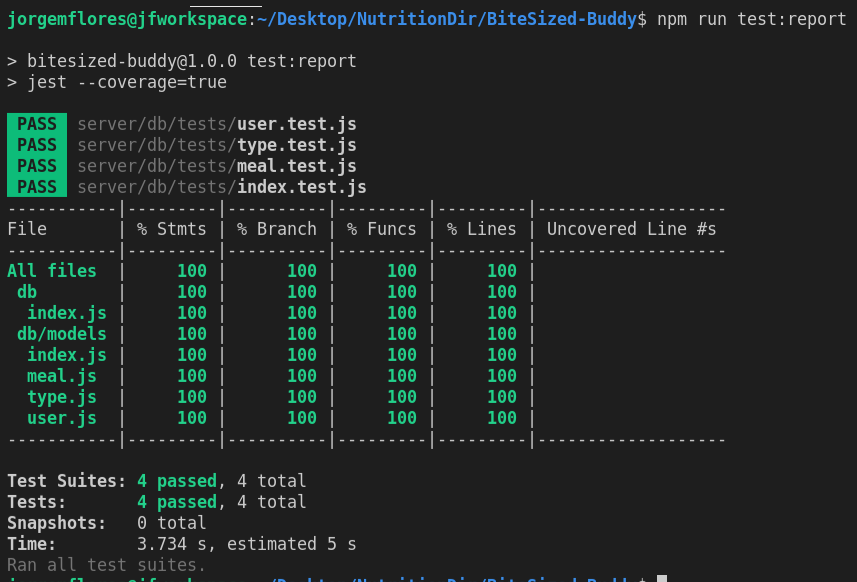 jorgemflores@jfworkspace:~/Desktop/NutritionDir/BiteSized-Buddy$ npm run test:report
> bitesized-buddy@1.0.0 test:report
> jest --coverage=true
PASS server/db/tests/user.test.js
PASS server/db/tests/type.test.js
PASS server/db/tests/meal.test.js
PASS server/db/tests/index.test.js
-----------|---------|----------|---------|---------|-------------------
File       | % Stmts | % Branch | % Funcs | % Lines | Uncovered Line #s
-----------|---------|----------|---------|---------|-------------------
All files  |     100 |      100 |     100 |     100 |
 db        |     100 |      100 |     100 |     100 |
  index.js |     100 |      100 |     100 |     100 |
 db/models |     100 |      100 |     100 |     100 |
  index.js |     100 |      100 |     100 |     100 |
  meal.js  |     100 |      100 |     100 |     100 |
  type.js  |     100 |      100 |     100 |     100 |
  user.js  |     100 |      100 |     100 |     100 |
-----------|---------|----------|---------|---------|-------------------
Test Suites: 4 passed, 4 total
Tests:       4 passed, 4 total
Snapshots:   0 total
Time:        3.734 s, estimated 5 s
Ran all test suites.
jorgemflores@jfworkspace:~/Desktop/NutritionDir/BiteSized-Buddy$